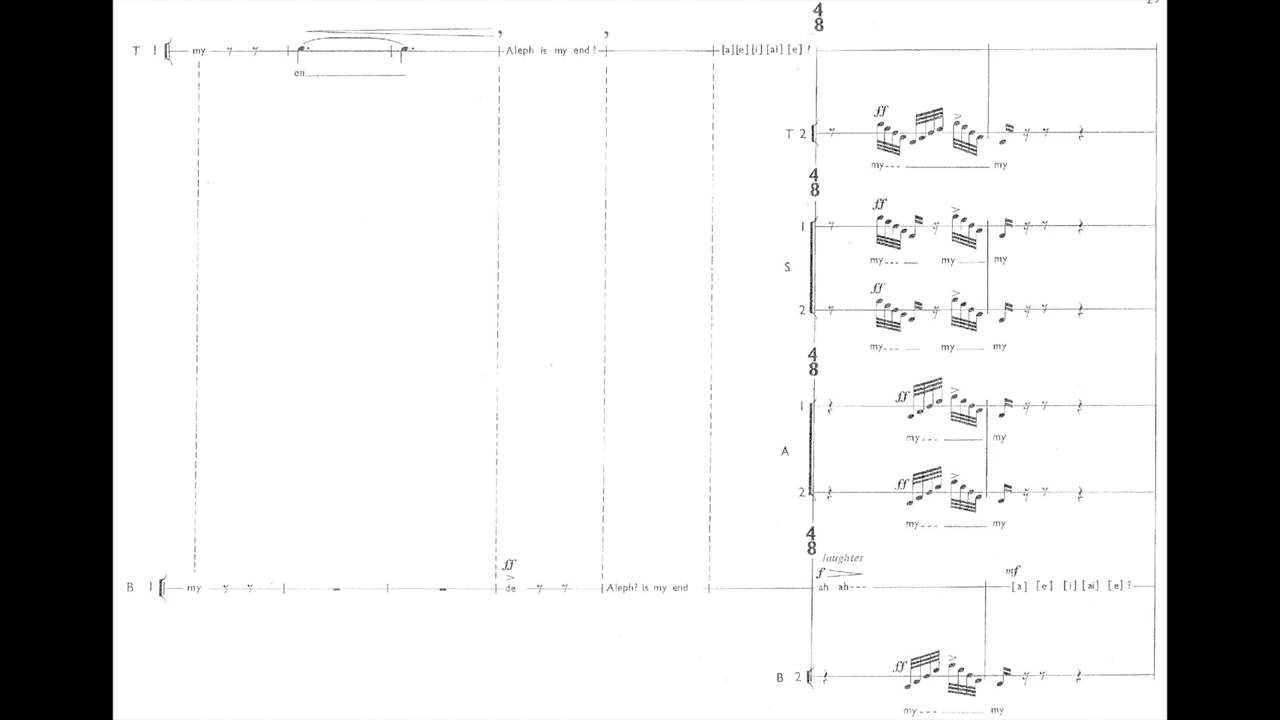 4
8
T 1 my Aleph is my end? [a][e][i][ai] [e] ?
en
ff
T 2
my--- my
4
8
ff
1
my--- my my
S
ff
2
my--- my my
4
8
1 ff
my--- my
A
2 ff
my--- my
4
8
laughter
ff f mf
B 1 my de Aleph? is my end ah ah--- [a] [e] [i] [ai] [e] ?
ff
B 2
my--- my